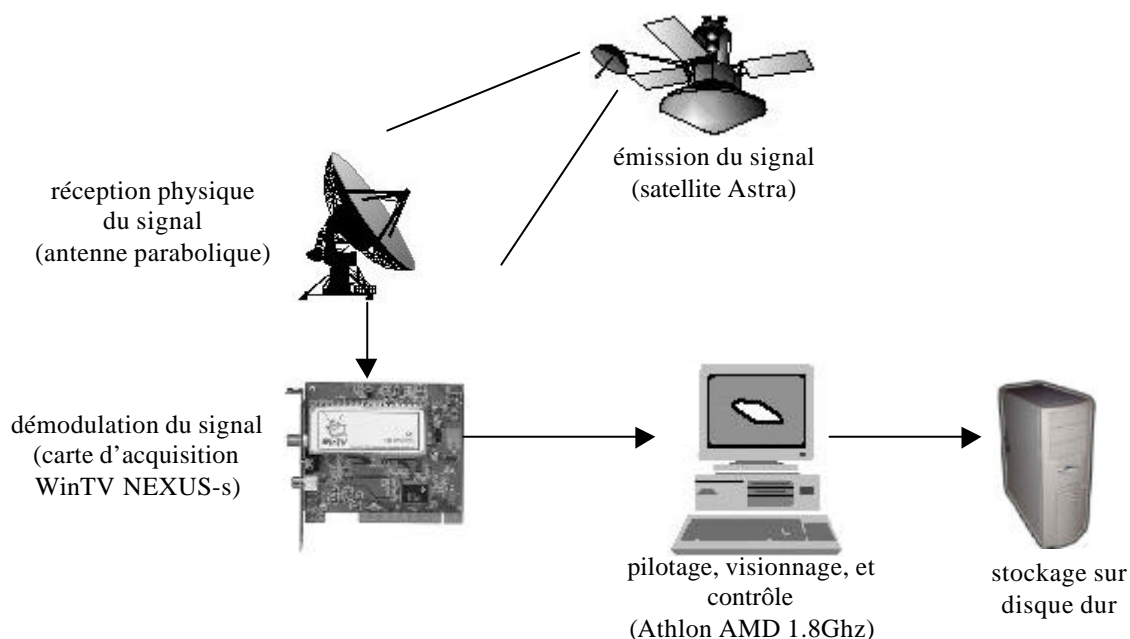 émission du signal
(satellite Astra)
réception physique
du signal
(antenne parabolique)
démodulation du signal
(carte d'acquisition
WinTV NEXUS-s)
pilotage, visionnage, et
contrôle
(Athlon AMD 1.8Ghz)
stockage sur
disque dur